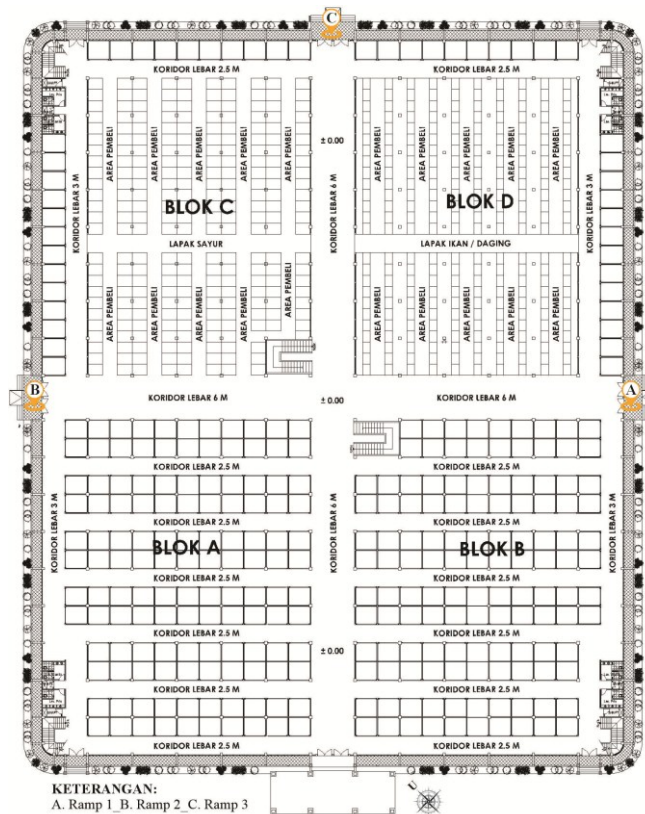 C
KORIDOR LEBAR 2.5 M
KORIDOR LEBAR 2.5 M
± 0.00
AREA PEMBELI
AREA PEMBELI
AREA PEMBELI
AREA PEMBELI
AREA PEMBELI
AREA PEMBELI
AREA PEMBELI
AREA PEMBELI
AREA PEMBELI
AREA PEMBELI
KORIDOR LEBAR 3 M
BLOK C
KORIDOR LEBAR 6 M
BLOK D
KORIDOR LEBAR 3 M
LAPAK SAYUR
LAPAK IKAN / DAGING
AREA PEMBELI
AREA PEMBELI
AREA PEMBELI
AREA PEMBELI
AREA PEMBELI
AREA PEMBELI
AREA PEMBELI
AREA PEMBELI
AREA PEMBELI
AREA PEMBELI
B
KORIDOR LEBAR 6 M
± 0.00
KORIDOR LEBAR 6 M
A
KORIDOR LEBAR 2.5 M
KORIDOR LEBAR 2.5 M
KORIDOR LEBAR 2.5 M
KORIDOR LEBAR 2.5 M
KORIDOR LEBAR 3 M
BLOK A
KORIDOR LEBAR 6 M
BLOK B
KORIDOR LEBAR 3 M
KORIDOR LEBAR 2.5 M
KORIDOR LEBAR 2.5 M
KORIDOR LEBAR 2.5 M
KORIDOR LEBAR 2.5 M
± 0.00
KORIDOR LEBAR 2.5 M
KORIDOR LEBAR 2.5 M
KORIDOR LEBAR 2.5 M
KORIDOR LEBAR 2.5 M
KETERANGAN:
A. Ramp 1_B. Ramp 2_C. Ramp 3
U